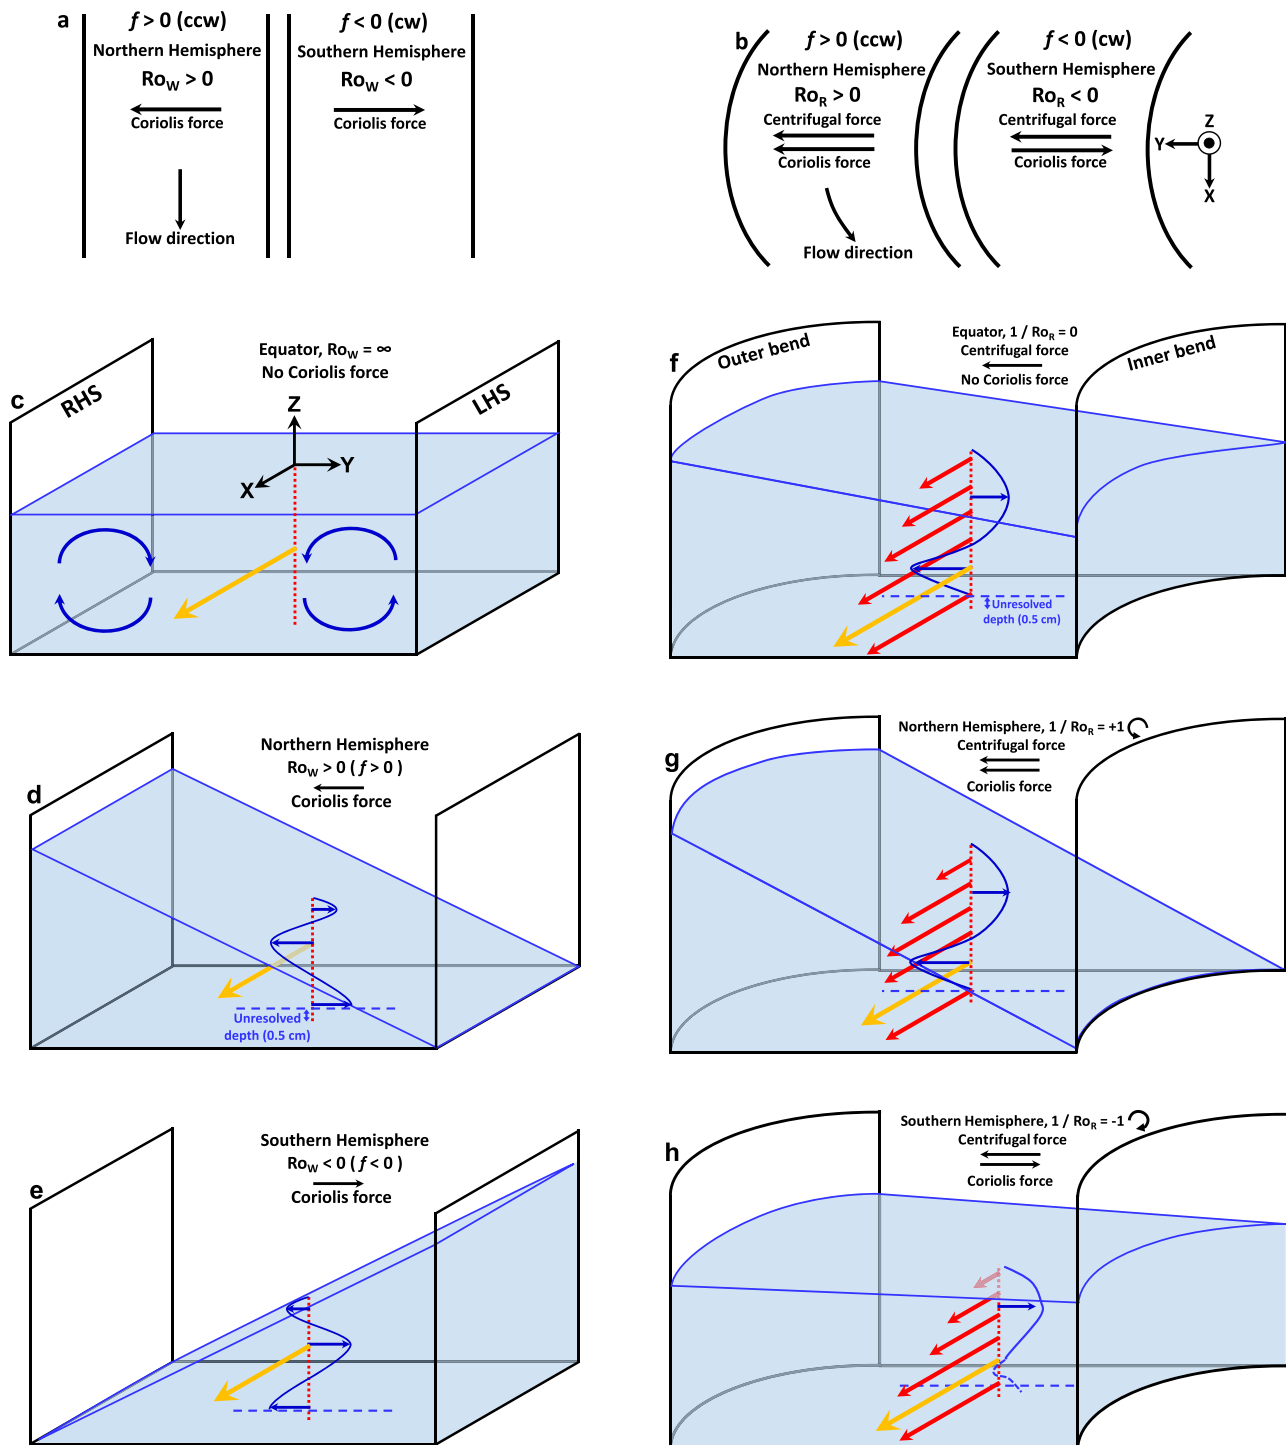 a
f > 0 (ccw)
Northern Hemisphere
Ro_W > 0
Coriolis force
Flow direction
f < 0 (cw)
Southern Hemisphere
Ro_W < 0
Coriolis force
b
f > 0 (ccw)
Northern Hemisphere
Ro_R > 0
Centrifugal force
Coriolis force
Flow direction
f < 0 (cw)
Southern Hemisphere
Ro_R < 0
Centrifugal force
Coriolis force
Z
Y
X
c
RHS
Equator, Ro_W = ∞
No Coriolis force
LHS
Z
Y
X
f
Outer bend
Equator, 1 / Ro_R = 0
Centrifugal force
No Coriolis force
Inner bend
Unresolved
depth (0.5 cm)
d
Northern Hemisphere
Ro_W > 0 ( f > 0 )
Coriolis force
Unresolved
depth (0.5 cm)
g
Northern Hemisphere, 1 / Ro_R = +1
Centrifugal force
Coriolis force
e
Southern Hemisphere
Ro_W < 0 ( f < 0 )
Coriolis force
h
Southern Hemisphere, 1 / Ro_R = -1
Centrifugal force
Coriolis force